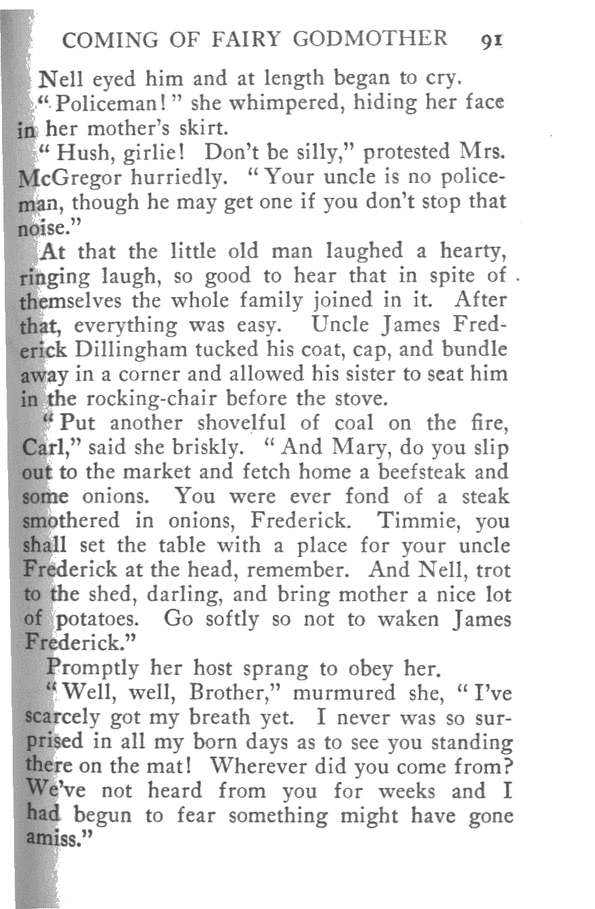 COMING OF FAIRY GODMOTHER 91
Nell eyed him and at length began to cry.
“Policeman!” she whimpered, hiding her face
in her mother’s skirt.
“Hush, girlie! Don’t be silly,” protested Mrs.
McGregor hurriedly. “Your uncle is no police-
man, though he may get one if you don’t stop that
noise.”
At that the little old man laughed a hearty,
ringing laugh, so good to hear that in spite of
themselves the whole family joined in it. After
that, everything was easy. Uncle James Fred-
erick Dillingham tucked his coat, cap, and bundle
away in a corner and allowed his sister to seat him
in the rocking-chair before the stove.
“Put another shovelful of coal on the fire,
Carl,” said she briskly. “And Mary, do you slip
out to the market and fetch home a beefsteak and
some onions. You were ever fond of a steak
smothered in onions, Frederick. Timmie, you
shall set the table with a place for your uncle
Frederick at the head, remember. And Nell, trot
to the shed, darling, and bring mother a nice lot
of potatoes. Go softly so not to waken James
Frederick.”
Promptly her host sprang to obey her.
“Well, well, Brother,” murmured she, “I’ve
scarcely got my breath yet. I never was so sur-
prised in all my born days as to see you standing
there on the mat! Wherever did you come from?
We’ve not heard from you for weeks and I
had begun to fear something might have gone
amiss.”